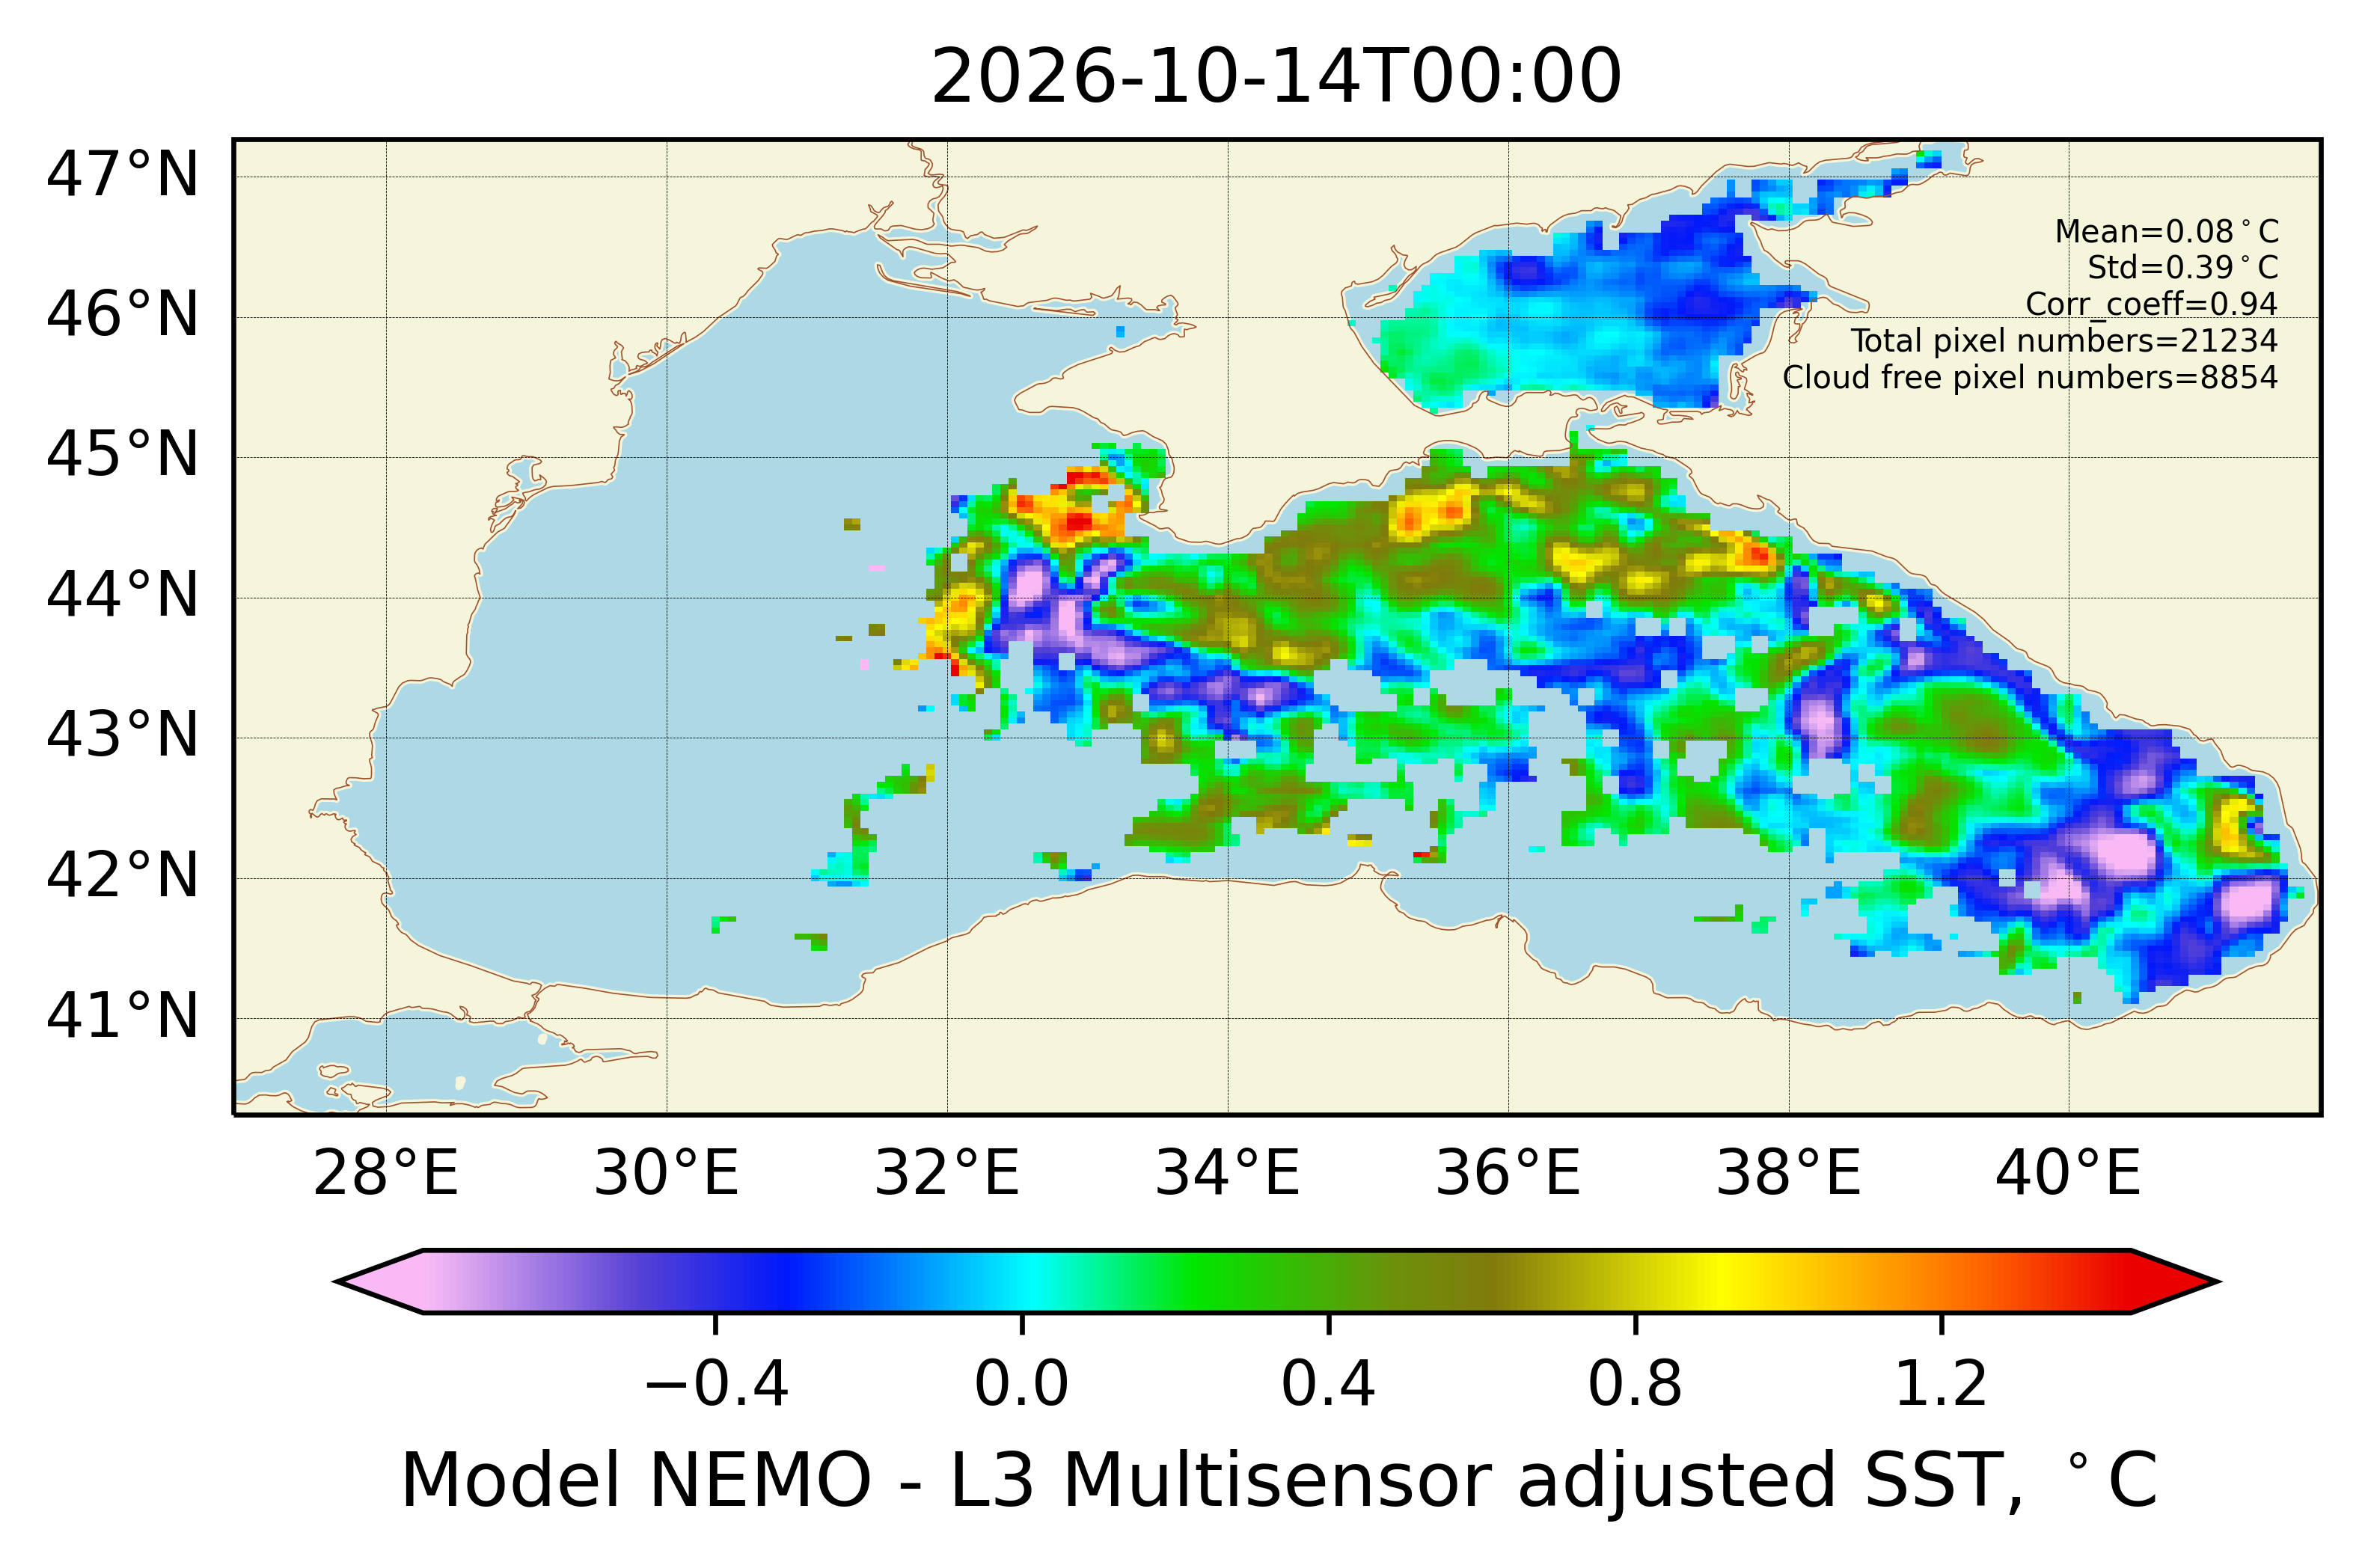 2026-10-14T00:00
47°N
46°N
45°N
44°N
43°N
42°N
41°N
Mean=0.08°C
Std=0.39°C
Corr_coeff=0.94
Total pixel numbers=21234
Cloud free pixel numbers=8854
28°E 30°E 32°E 34°E 36°E 38°E 40°E
−0.4 0.0 0.4 0.8 1.2
Model NEMO - L3 Multisensor adjusted SST, °C